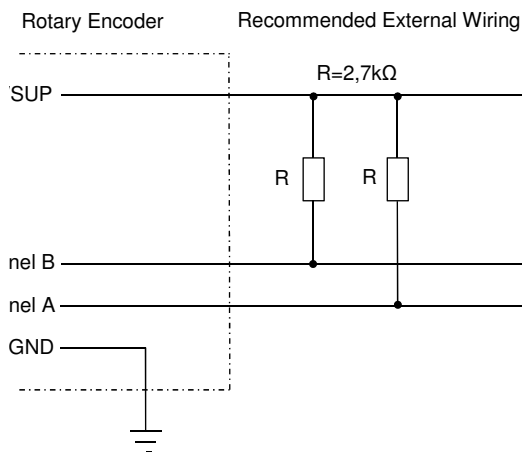 Rotary Encoder Recommended External Wiring
R=2,7kΩ
SUP
R R
nel B
nel A
GND